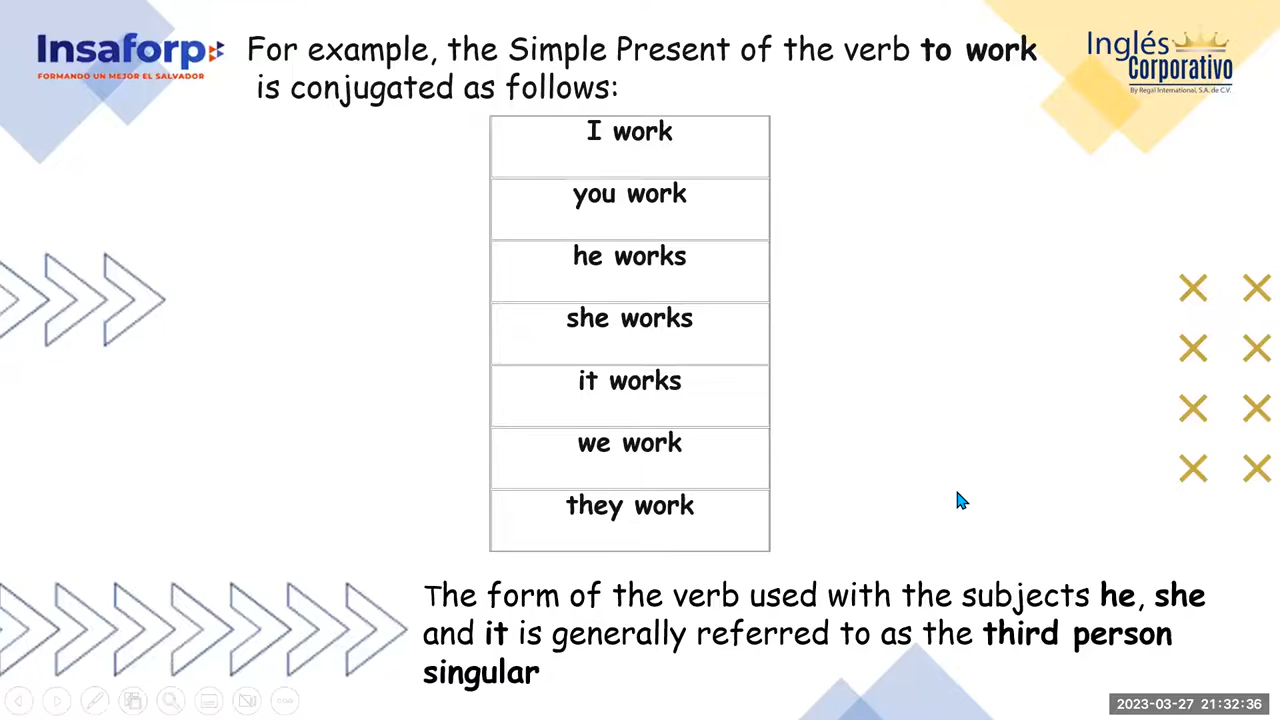 Insaforp
FORMANDO UN MEJOR EL SALVADOR
For example, the Simple Present of the verb to work
is conjugated as follows:
Inglés
Corporativo
By Regal International, S.A. de C.V.
I work
you work
he works
she works
it works
we work
they work
The form of the verb used with the subjects he, she
and it is generally referred to as the third person
singular
2023-03-27 21:32:36